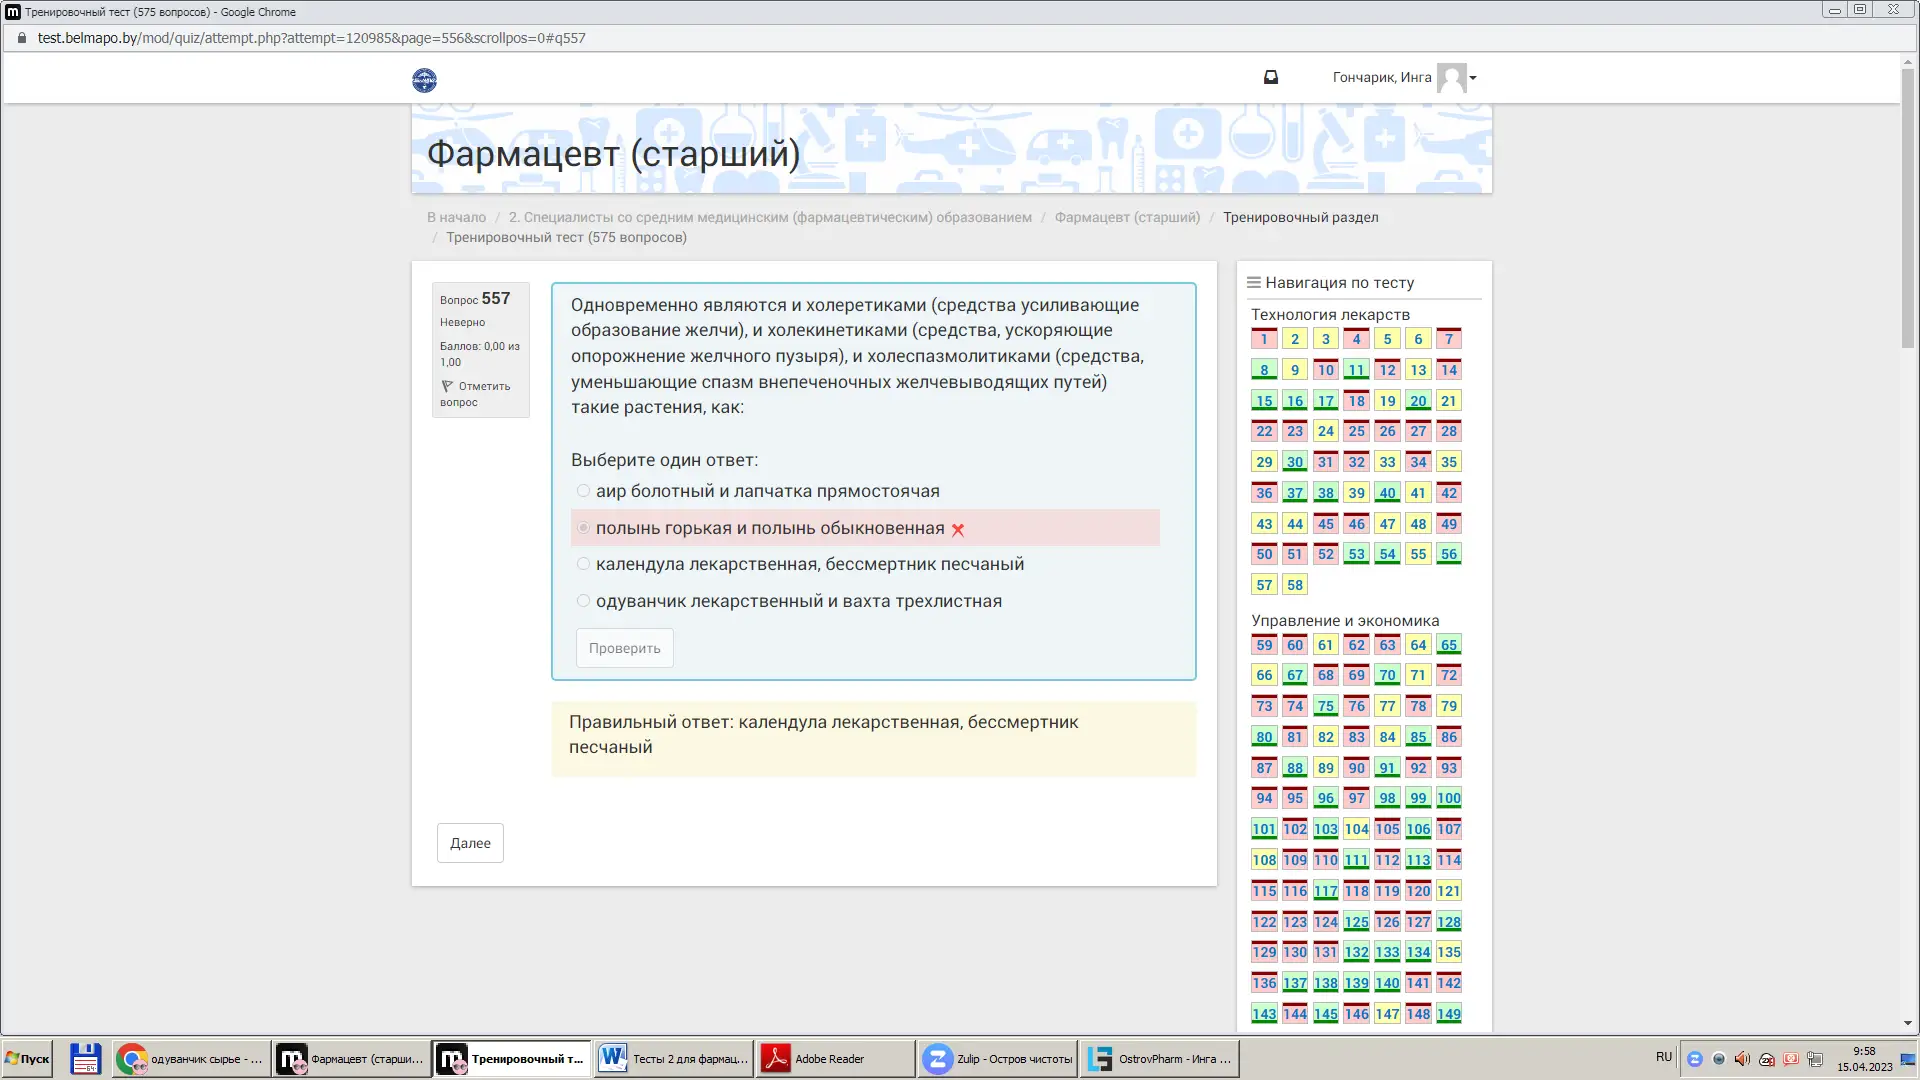 Тренировочный тест (575 вопросов) - Google Chrome
test.belmapo.by/mod/quiz/attempt.php?attempt=120985&page=556&scrollpos=0#q557
Гончарик, Инга
Фармацевт (старший)
В начало / 2. Специалисты со средним медицинским (фармацевтическим) образованием / Фармацевт (старший) / Тренировочный раздел
/ Тренировочный тест (575 вопросов)
Вопрос 557
Неверно
Баллов: 0,00 из
1,00
Отметить
вопрос
Одновременно являются и холеретиками (средства усиливающие
образование желчи), и холекинетиками (средства, ускоряющие
опорожнение желчного пузыря), и холеспазмолитиками (средства,
уменьшающие спазм внепеченочных желчевыводящих путей)
такие растения, как:
Выберите один ответ:
аир болотный и лапчатка прямостоячая
полынь горькая и полынь обыкновенная
календула лекарственная, бессмертник песчаный
одуванчик лекарственный и вахта трехлистная
Проверить
Правильный ответ: календула лекарственная, бессмертник
песчаный
Далее
Навигация по тесту
Технология лекарств
1 2 3 4 5 6 7
8 9 10 11 12 13 14
15 16 17 18 19 20 21
22 23 24 25 26 27 28
29 30 31 32 33 34 35
36 37 38 39 40 41 42
43 44 45 46 47 48 49
50 51 52 53 54 55 56
57 58
Управление и экономика
59 60 61 62 63 64 65
66 67 68 69 70 71 72
73 74 75 76 77 78 79
80 81 82 83 84 85 86
87 88 89 90 91 92 93
94 95 96 97 98 99 100
101 102 103 104 105 106 107
108 109 110 111 112 113 114
115 116 117 118 119 120 121
122 123 124 125 126 127 128
129 130 131 132 133 134 135
136 137 138 139 140 141 142
143 144 145 146 147 148 149
Пуск
одуванчик сырье - ...
Фармацевт (старши...
Тренировочный т...
Тесты 2 для фармац...
Adobe Reader
Zulip - Остров чистоты
OstrovPharm - Инга ...
RU
9:58
15.04.2023